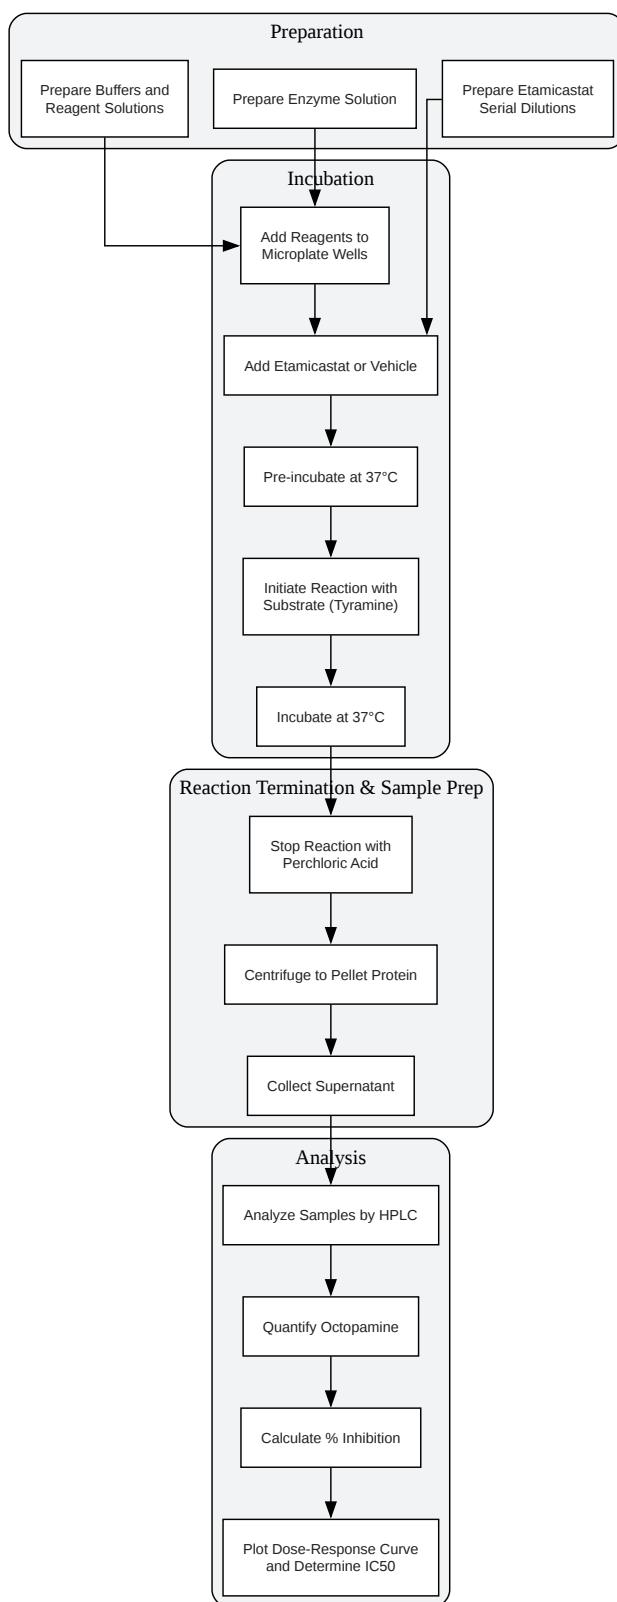 Preparation
Prepare Buffers and
Reagent Solutions
Prepare Enzyme Solution
Prepare Etamicastat
Serial Dilutions
Incubation
Add Reagents to
Microplate Wells
Add Etamicastat or Vehicle
Pre-incubate at 37°C
Initiate Reaction with
Substrate (Tyramine)
Incubate at 37°C
Reaction Termination & Sample Prep
Stop Reaction with
Perchloric Acid
Centrifuge to Pellet Protein
Collect Supernatant
Analysis
Analyze Samples by HPLC
Quantify Octopamine
Calculate % Inhibition
Plot Dose-Response Curve
and Determine IC50